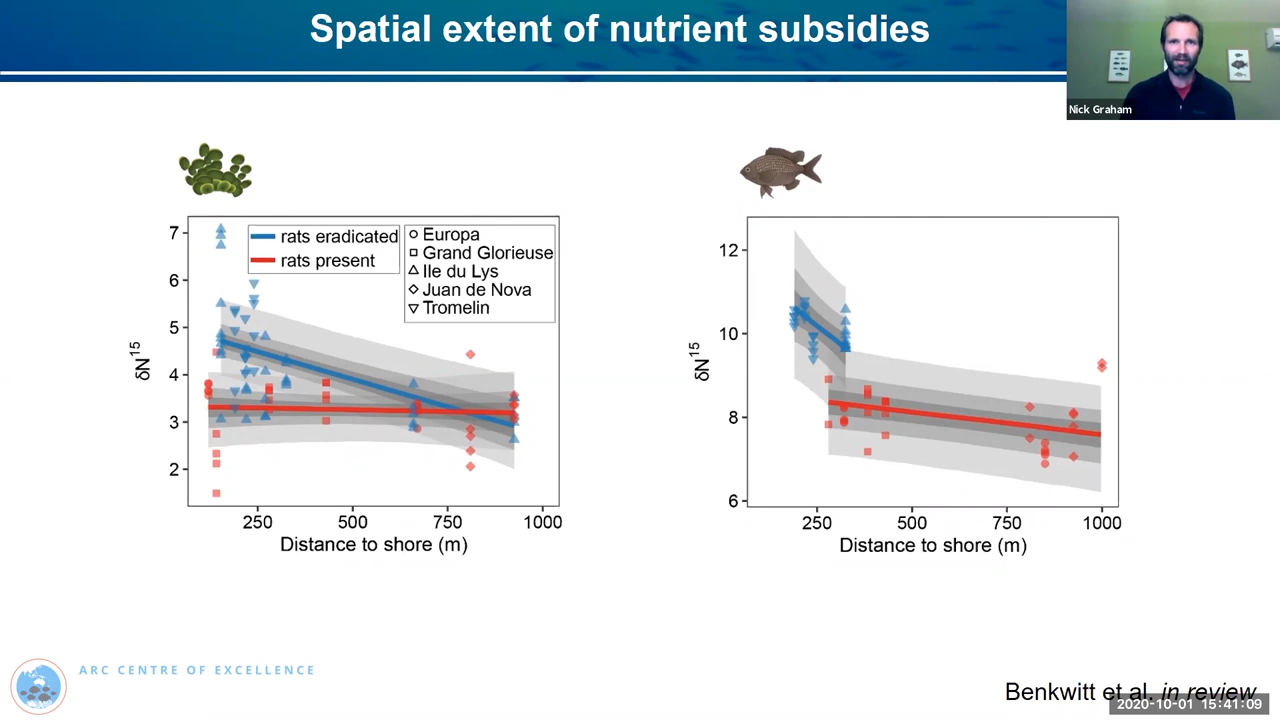 Spatial extent of nutrient subsidies
Nick Graham
7
6
5
4
3
2
δN15
250
500
750
1000
Distance to shore (m)
rats eradicated
rats present
Europa
Grand Glorieuse
Ile du Lys
Juan de Nova
Tromelin
12
10
8
6
δN15
250
500
750
1000
Distance to shore (m)
ARC CENTRE OF EXCELLENCE
Benkwitt et al. in review
2020-10-01 15:41:09